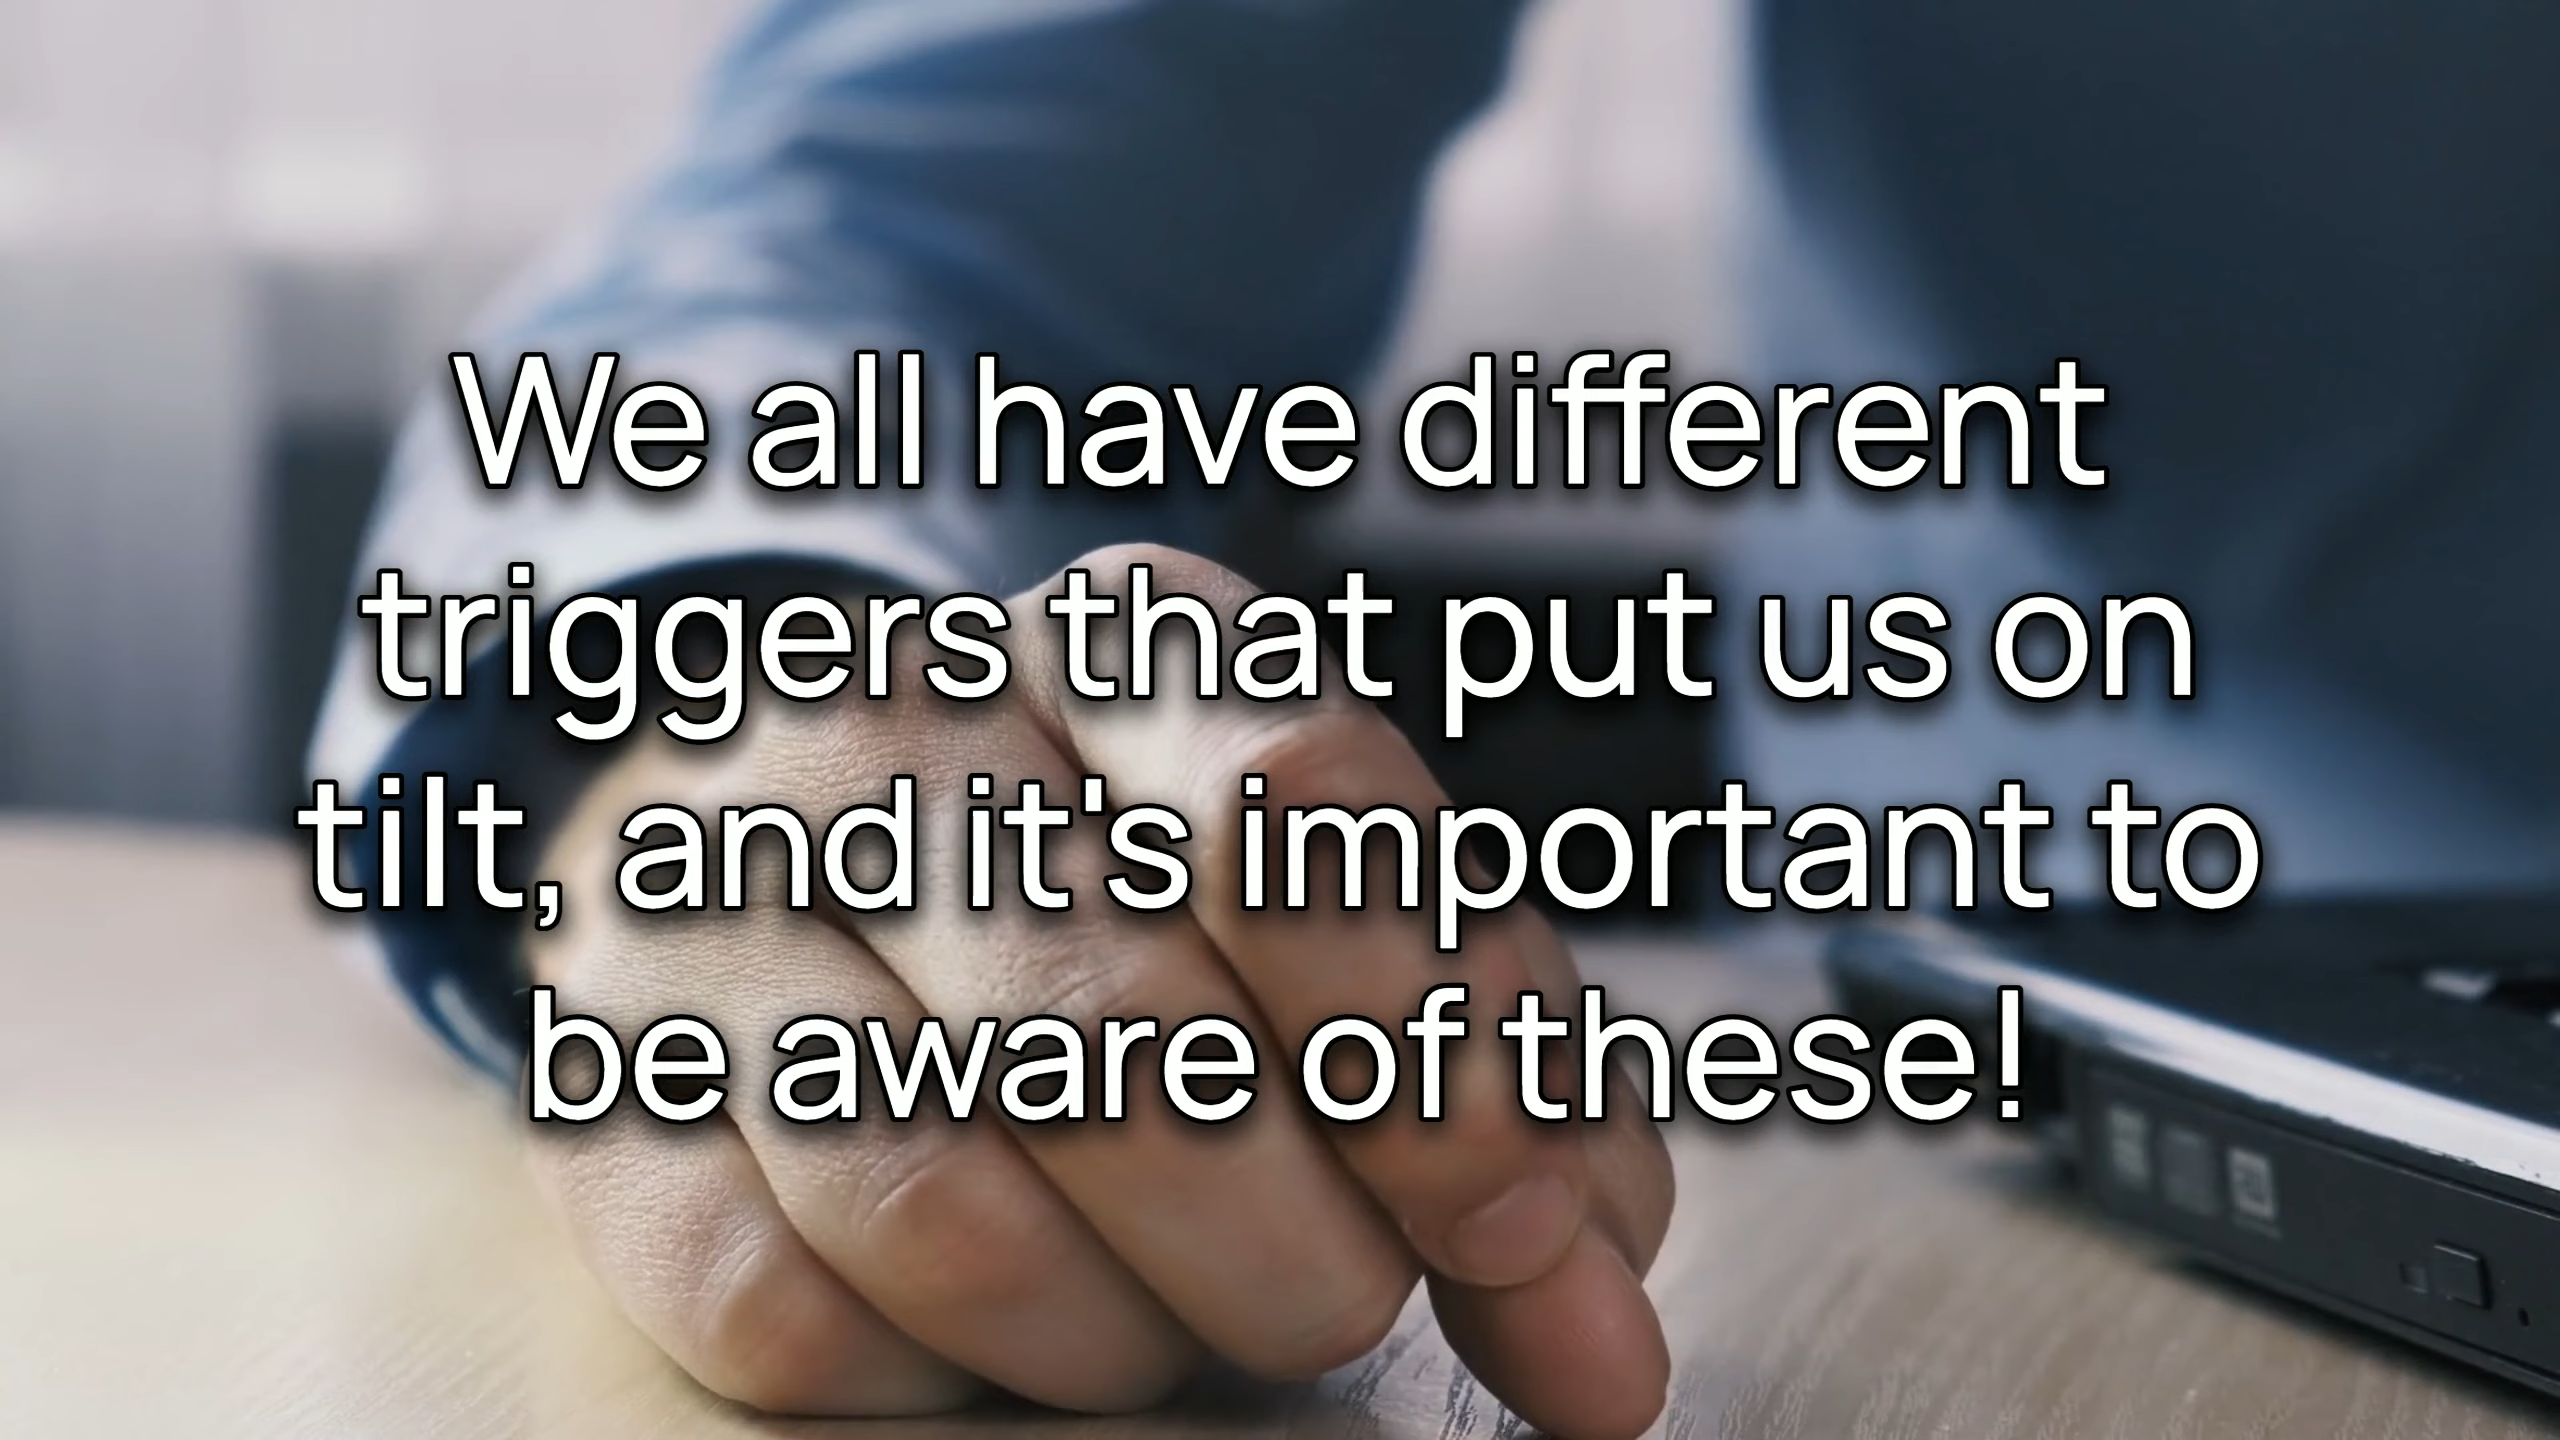 We all have different
triggers that put us on
tilt, and it's important to
be aware of these!